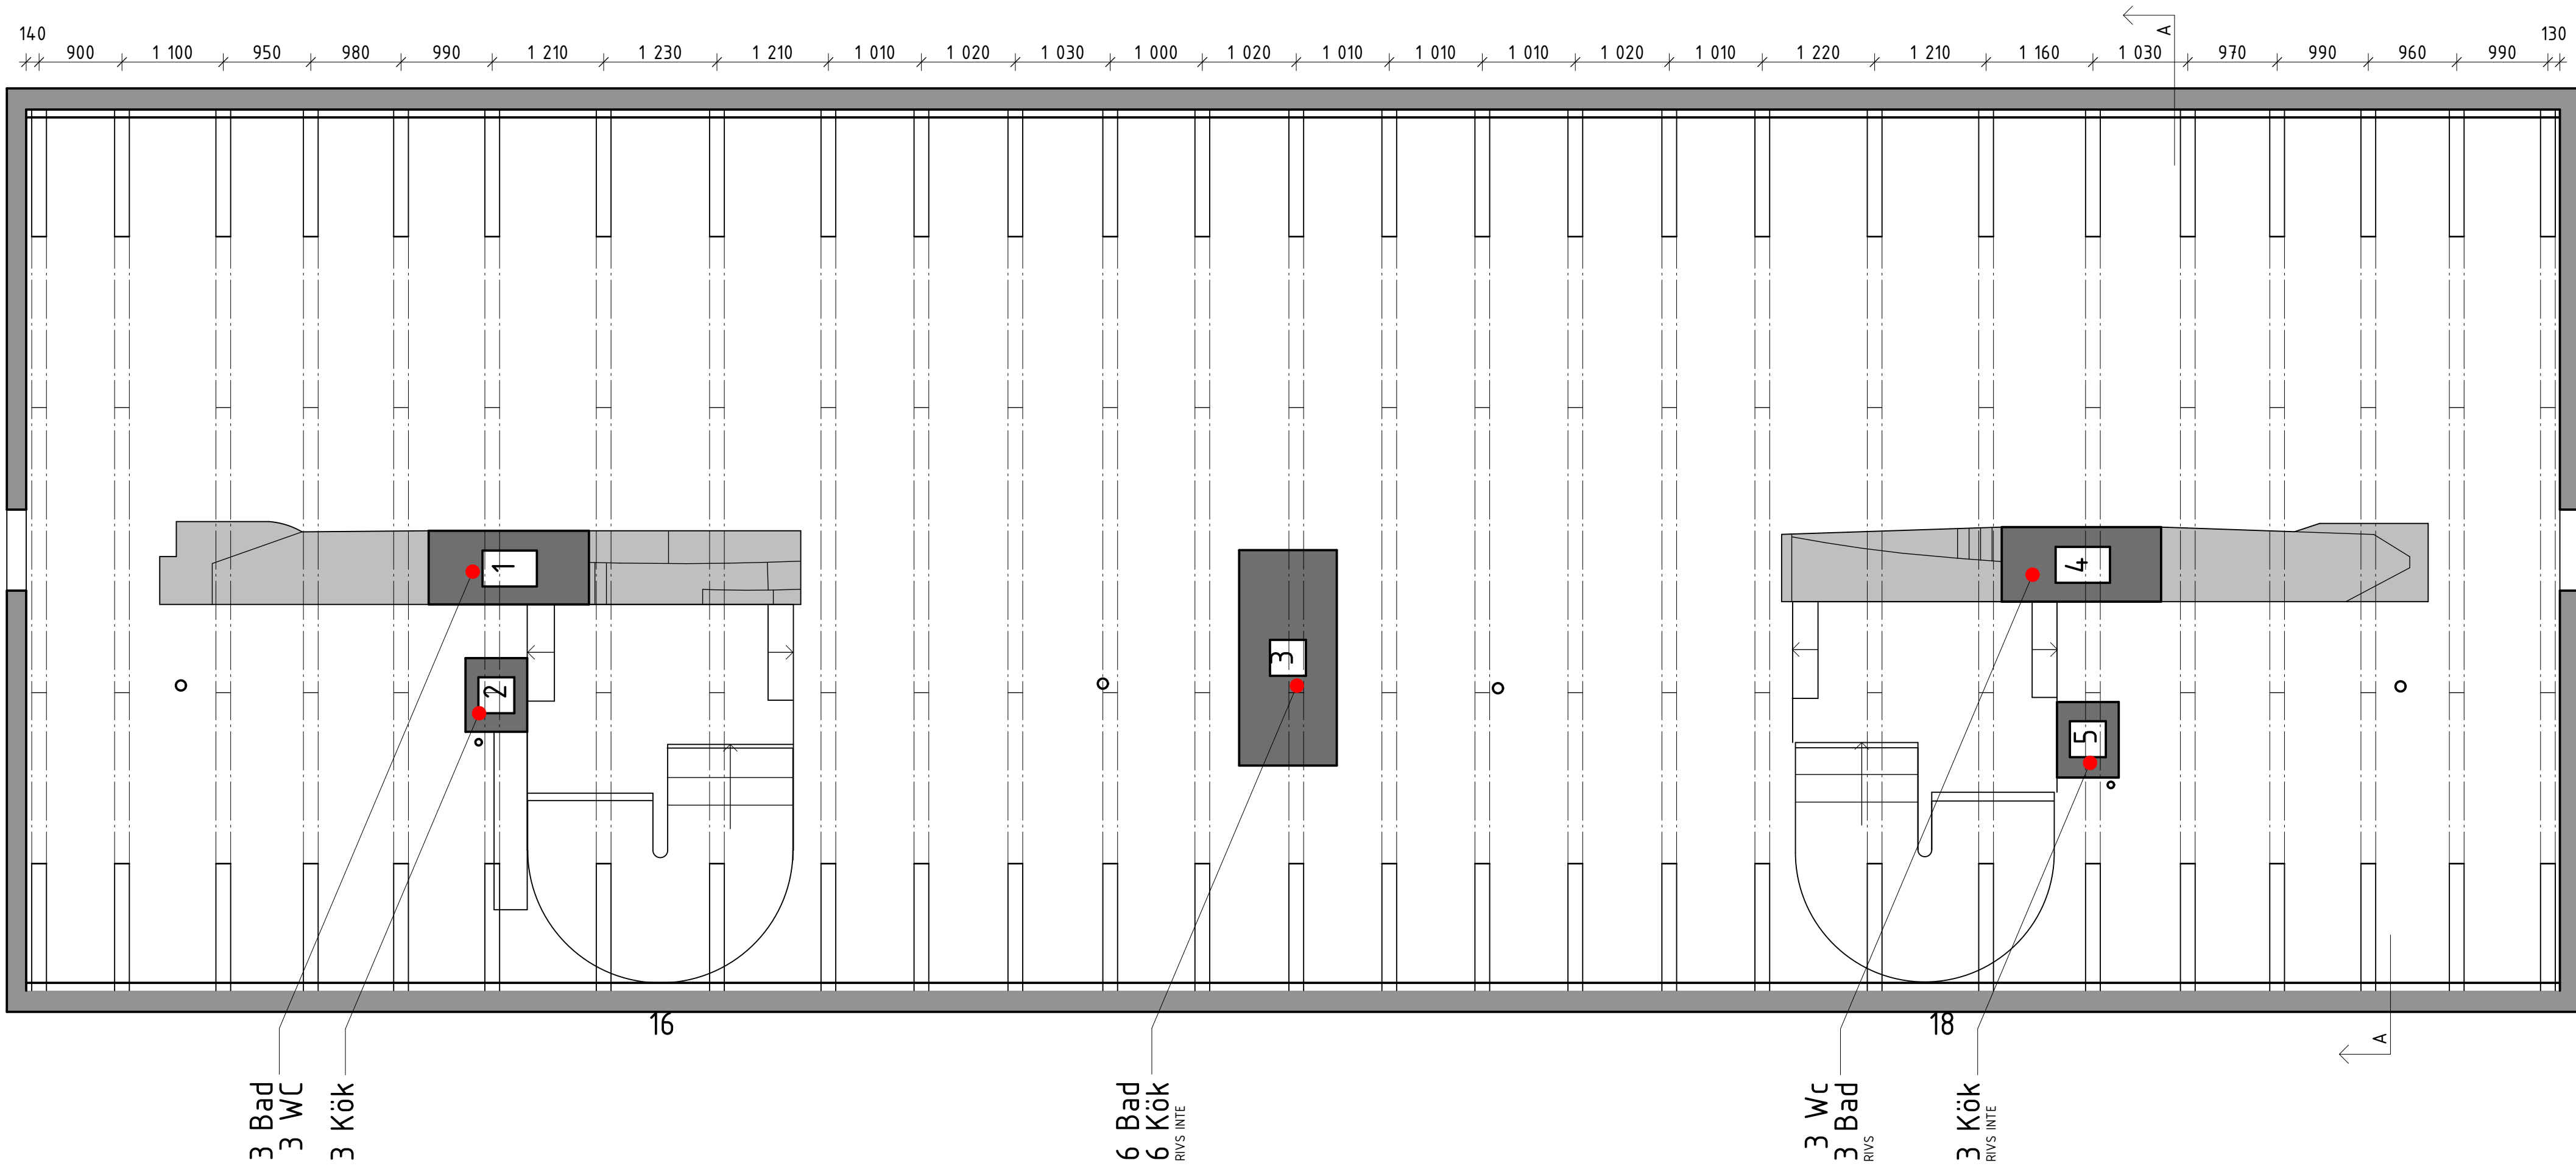 140
900 1 100 950 980 990 1 210 1 230 1 210 1 010 1 020 1 030 1 000 1 020 1 010 1 010 1 010 1 020 1 010 1 220 1 210 1 160 1 030 970 990 960 990
130
A
1
2
3
4
5
16
18
A
3 Bad
3 WC
3 Kök
6 Bad
6 Kök
RIVS INTE
3 Wc
3 Bad
RIVS
3 Kök
RIVS INTE